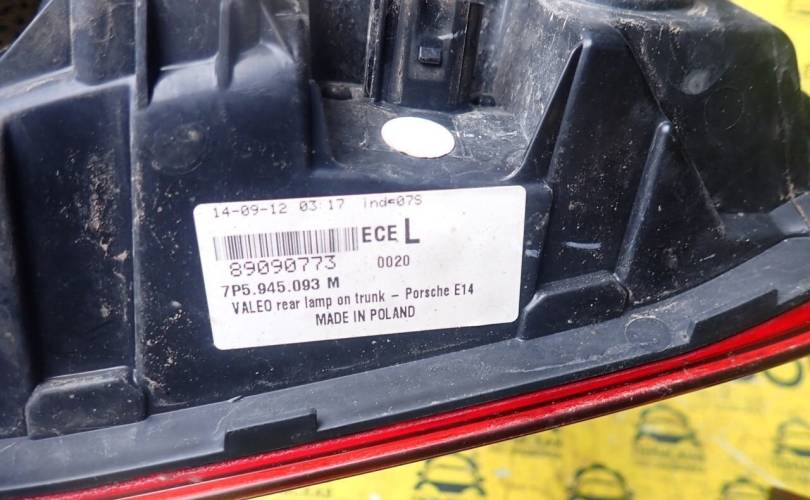 14-09-12 03:17 ind=07S
ECE L
89090773 0020
7P5.945.093 M
VALEO rear lamp on trunk – Porsche E14
MADE IN POLAND